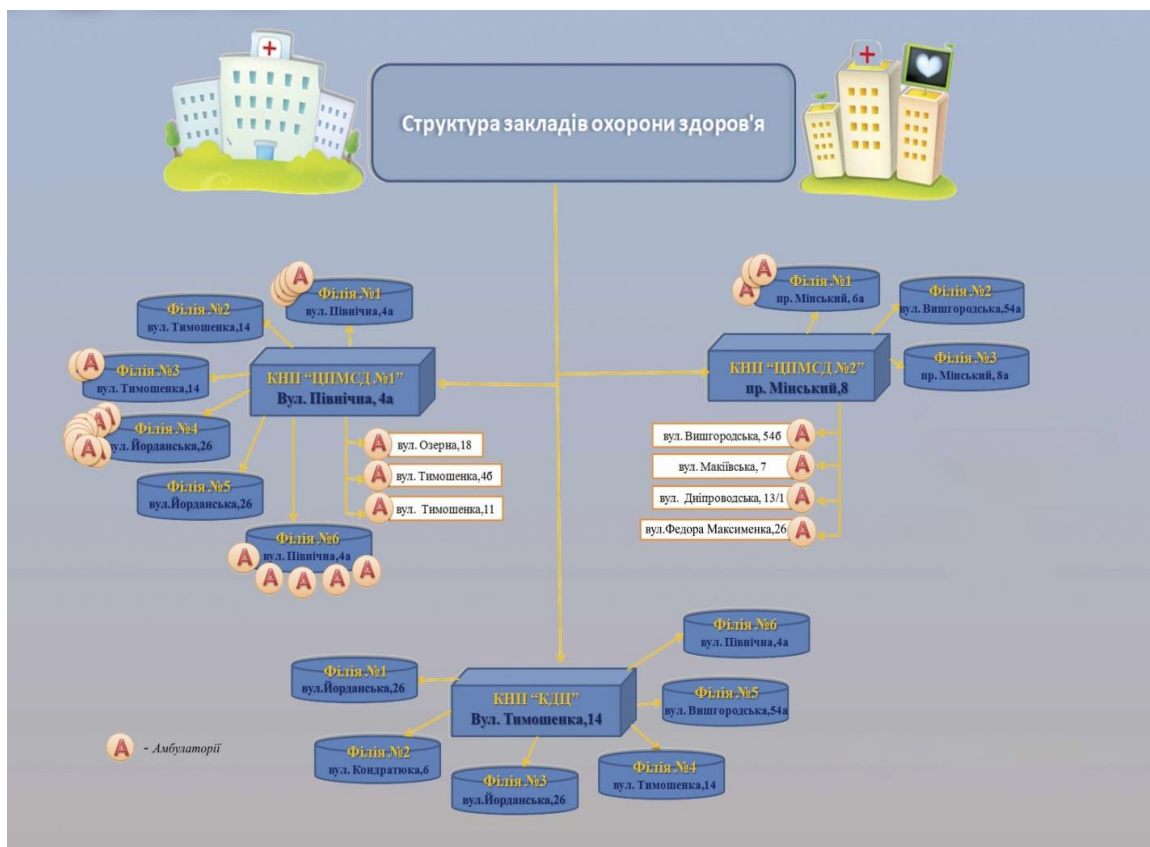 Структура закладів охорони здоров'я
Філія №1
вул. Північна,4а
Філія №2
вул. Тимошенка,14
Філія №3
вул. Тимошенка,14
Філія №4
вул. Йорданська,26
Філія №5
вул.Йорданська,26
Філія №6
вул. Північна,4а
КНП “ЦПМСД №1”
Вул. Північна, 4а
А вул. Озерна,18
А вул. Тимошенка,4б
А вул. Тимошенка,11
Філія №1
пр. Мінський, 6а
Філія №2
вул. Вишгородська,54а
Філія №3
пр. Мінський, 8а
КНП “ЦПМСД №2”
пр. Мінський,8
вул. Вишгородська, 54б А
вул. Макіївська, 7 А
вул. Дніпроводська, 13/1 А
вул.Федора Максименка,26 А
Філія №6
вул. Північна,4а
Філія №1
вул.Йорданська,26
КНП “КДЦ”
Вул. Тимошенка,14
Філія №5
вул. Вишгородська,54а
Філія №2
вул. Кондратюка,6
Філія №3
вул.Йорданська,26
Філія №4
вул. Тимошенка,14
А - Амбулаторії